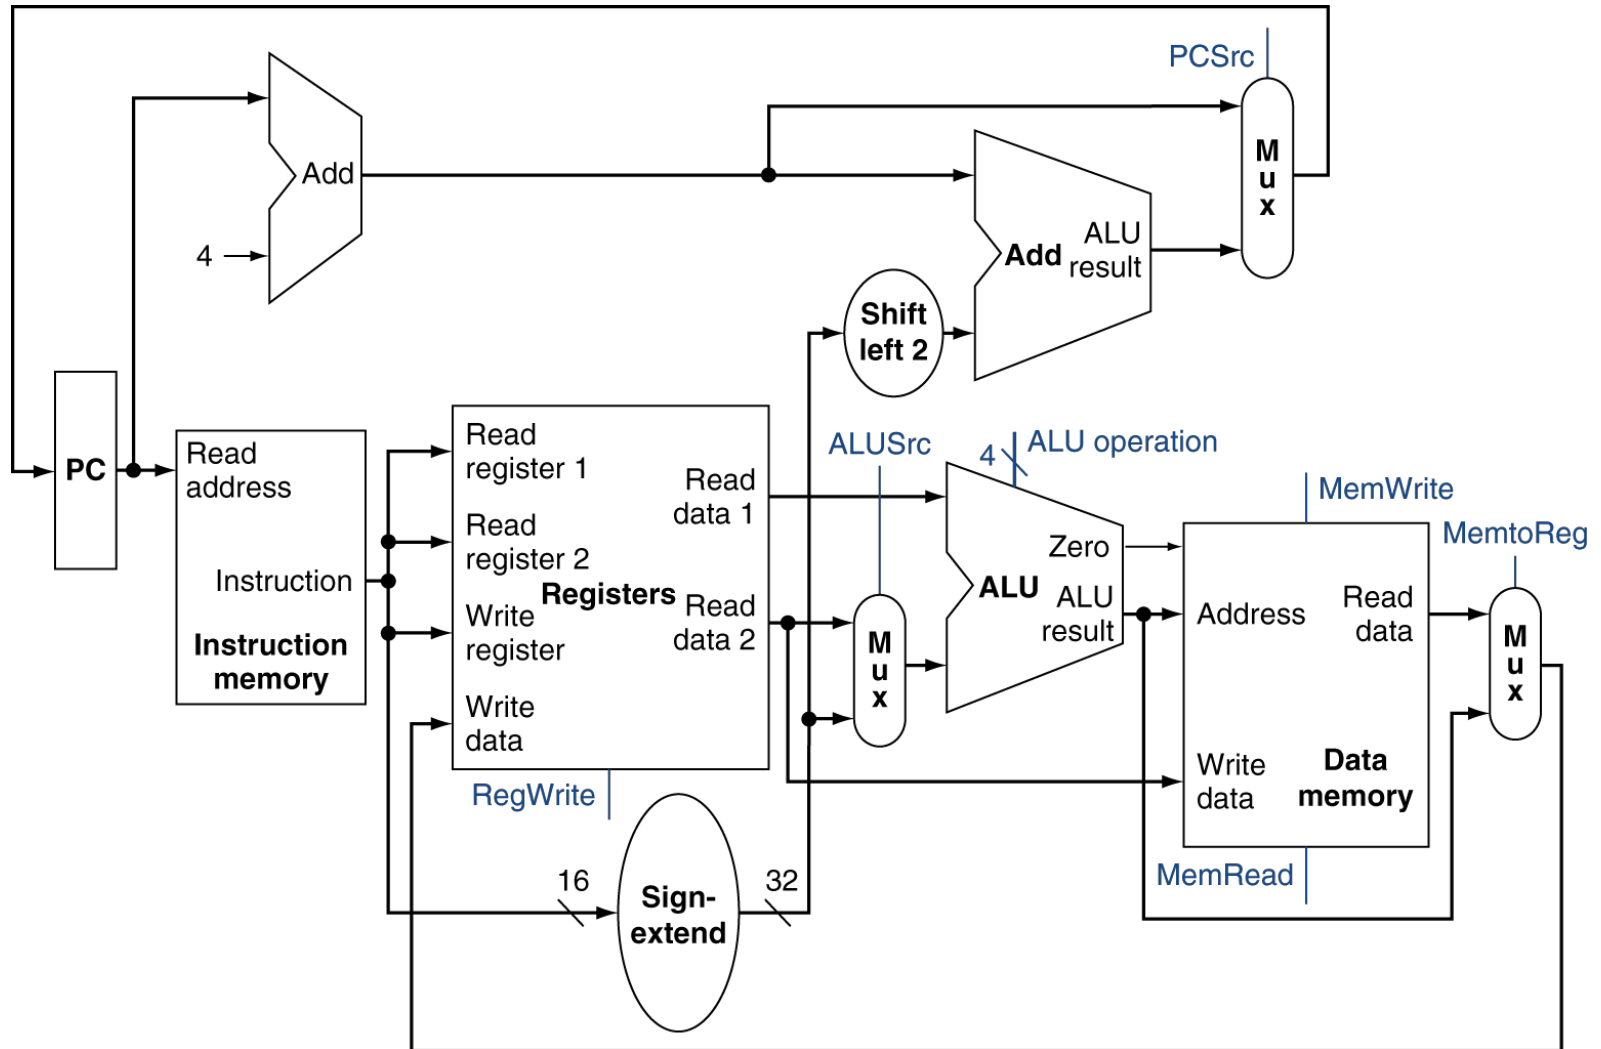 PCSrc
M
u
x
Add
ALU
result
Add
4
Shift
left 2
PC
Read
address
Instruction
Instruction
memory
Read
register 1
Read
register 2
Write
register
Write
data
Registers
Read
data 1
Read
data 2
RegWrite
16
Sign-
extend
32
ALUSrc
M
u
x
4
ALU operation
Zero
ALU
ALU
result
MemWrite
Address
Read
data
Write
data
Data
memory
MemRead
MemtoReg
M
u
x